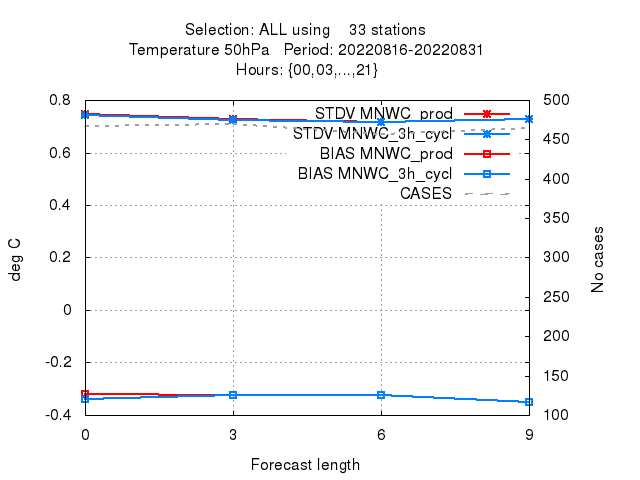 Selection: ALL using    33 stations
Temperature 50hPa   Period: 20220816-20220831
Hours: {00,03,...,21}
0.8
0.6
0.4
0.2
0
-0.2
-0.4
500
450
400
350
300
250
200
150
100
STDV MNWC_prod
STDV MNWC_3h_cycl
BIAS MNWC_prod
BIAS MNWC_3h_cycl
CASES
deg C
No cases
0
3
6
9
Forecast length